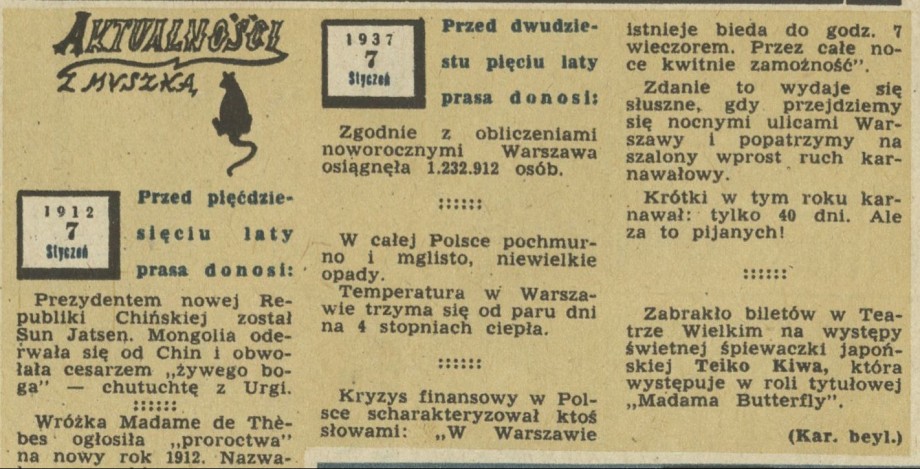 AKTUALNOŚCI
Z MYSZKĄ
1912
7
Styczeń
Przed pięćdzie-
sięciu laty
prasa donosi:
Prezydentem nowej Re-
publiki Chińskiej został
Sun Jatsen. Mongolia ode-
rwała się od Chin i obwo-
łała cesarzem „żywego bo-
ga" — chutuchtę z Urgi.
::::::
Wróżka Madame de Thè-
bes ogłosiła „proroctwa"
na nowy rok 1912. Nazwa-
1937
7
Styczeń
Przed dwudzie-
stu pięciu laty
prasa donosi:
Zgodnie z obliczeniami
noworocznymi Warszawa
osiągnęła 1.232.912 osób.
::::::
W całej Polsce pochmur-
no i mglisto, niewielkie
opady.
Temperatura w Warsza-
wie trzyma się od paru dni
na 4 stopniach ciepła.
::::::
Kryzys finansowy w Pol-
sce scharakteryzował ktoś
słowami: „W Warszawie
istnieje bieda do godz. 7
wieczorem. Przez całe no-
ce kwitnie zamożność".
Zdanie to wydaje się
słuszne, gdy przejdziemy
się nocnymi ulicami War-
szawy i popatrzymy na
szalony wprost ruch kar-
nawałowy.
Krótki w tym roku kar-
nawał: tylko 40 dni. Ale
za to pijanych!
::::::
Zabrakło biletów w Tea-
trze Wielkim na występy
świetnej śpiewaczki japoń-
skiej Teiko Kiwa, która
występuje w roli tytułowej
„Madama Butterfly".
(Kar. beyl.)